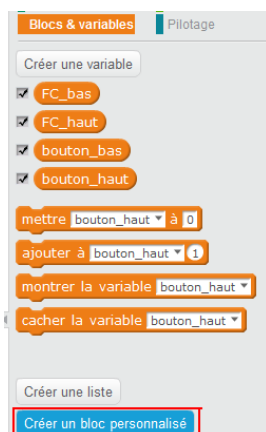 Blocs & variables Pilotage
Créer une variable
FC_bas
FC_haut
bouton_bas
bouton_haut
mettre bouton_haut à 0
ajouter à bouton_haut 1
montrer la variable bouton_haut
cacher la variable bouton_haut
Créer une liste
Créer un bloc personnalisé